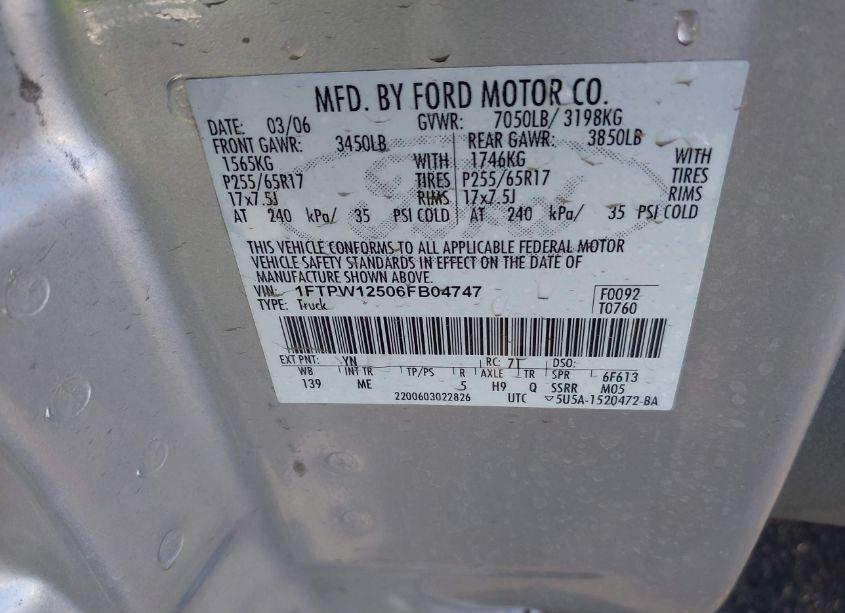 MFD. BY FORD MOTOR CO.
DATE: 03/06 GVWR: 7050LB/ 3198KG
FRONT GAWR: 3450LB REAR GAWR: 3850LB
1565KG WITH 1746KG WITH
P255/65R17 TIRES P255/65R17 TIRES
17x7.5J RIMS 17x7.5J RIMS
AT 240 kPa/ 35 PSI COLD AT 240 kPa/ 35 PSI COLD
THIS VEHICLE CONFORMS TO ALL APPLICABLE FEDERAL MOTOR
VEHICLE SAFETY STANDARDS IN EFFECT ON THE DATE OF
MANUFACTURE SHOWN ABOVE.
VIN: 1FTPW12506FB04747 F0092
TYPE: Truck T0760
EXT PNT: YN RC: 7T DSO:
WB INT TR TP/PS R AXLE TR SPR 6F613
139 ME 5 H9 Q SSRR M05
2200603022826 UTC ▽5U5A-1520472-BA